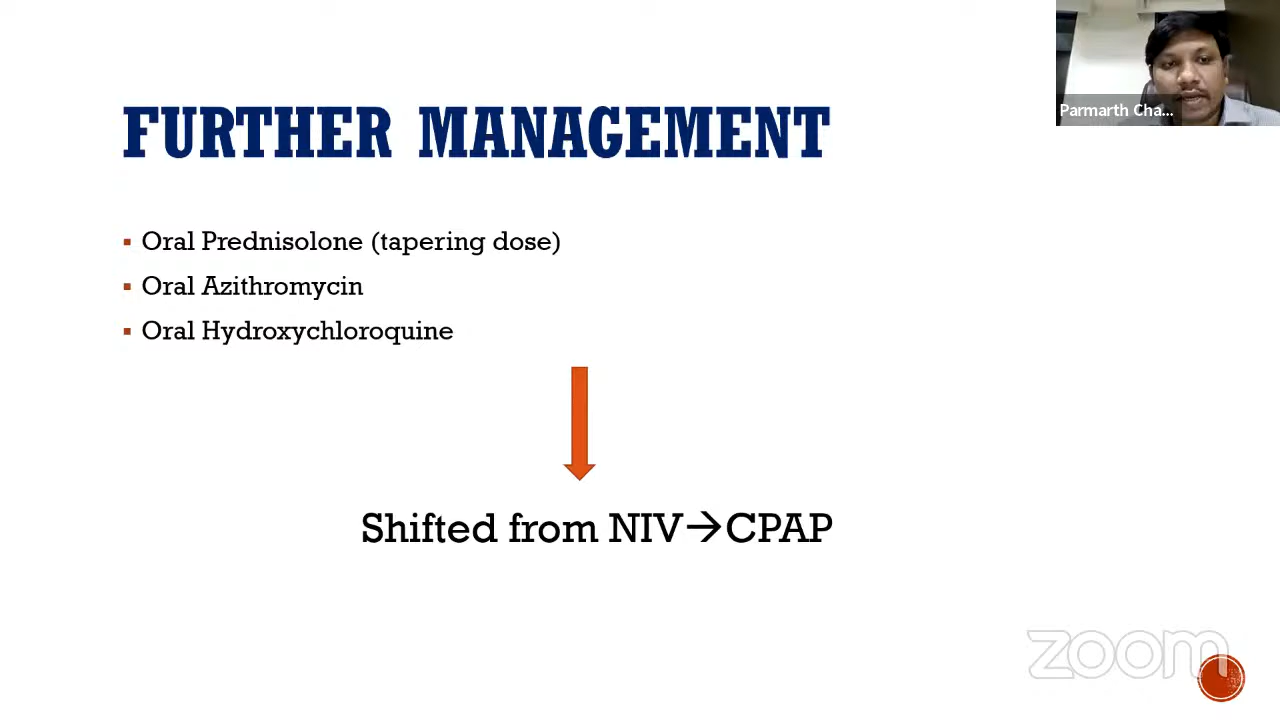 Parmarth Cha...
FURTHER MANAGEMENT
▪ Oral Prednisolone (tapering dose)
▪ Oral Azithromycin
▪ Oral Hydroxychloroquine
Shifted from NIV→CPAP
zoom